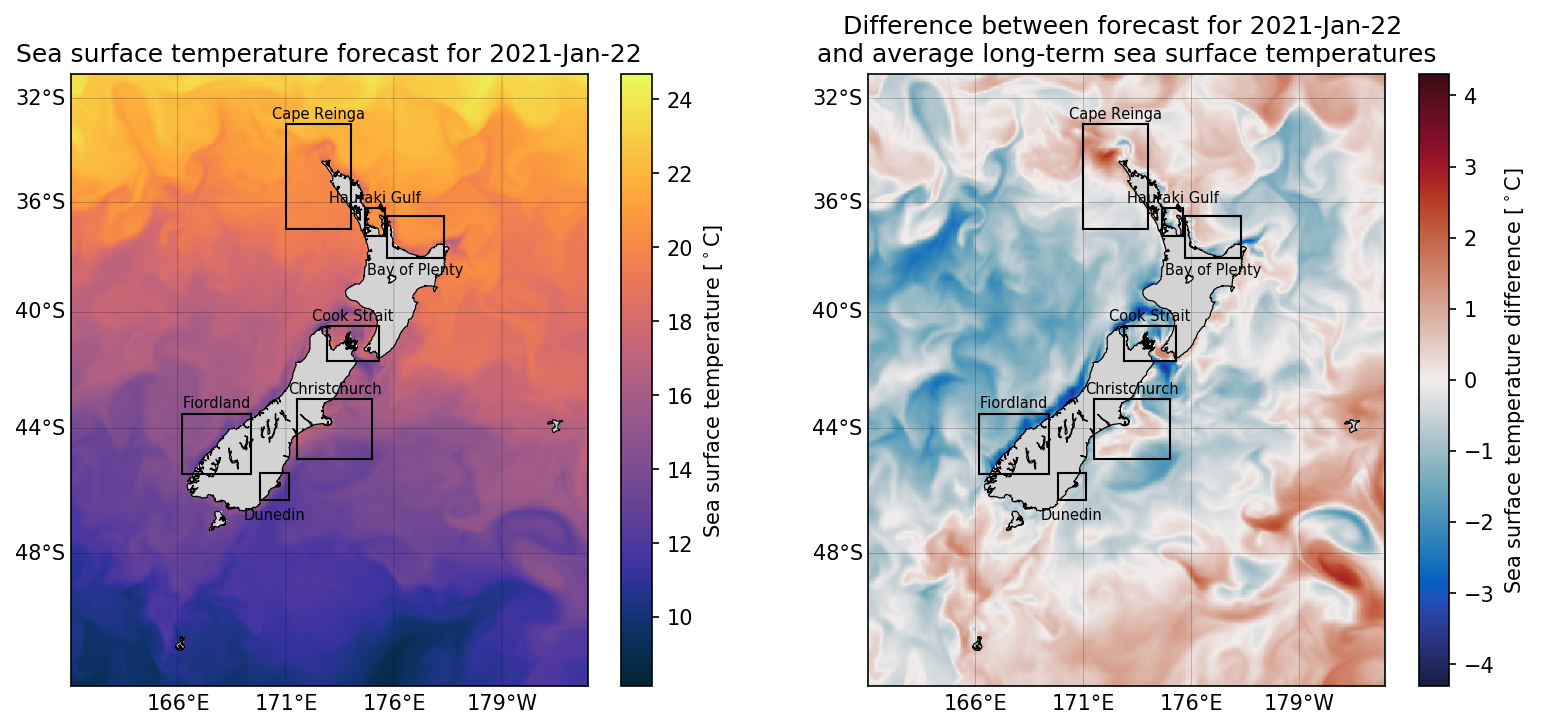 Sea surface temperature forecast for 2021-Jan-22
32°S
36°S
40°S
44°S
48°S
166°E
171°E
176°E
179°W
Cape Reinga
Hauraki Gulf
Bay of Plenty
Cook Strait
Christchurch
Fiordland
Dunedin
24
22
20
18
16
14
12
10
Sea surface temperature [ °C]
Difference between forecast for 2021-Jan-22
and average long-term sea surface temperatures
32°S
36°S
40°S
44°S
48°S
166°E
171°E
176°E
179°W
Cape Reinga
Hauraki Gulf
Bay of Plenty
Cook Strait
Christchurch
Fiordland
Dunedin
4
3
2
1
0
−1
−2
−3
−4
Sea surface temperature difference [ °C]